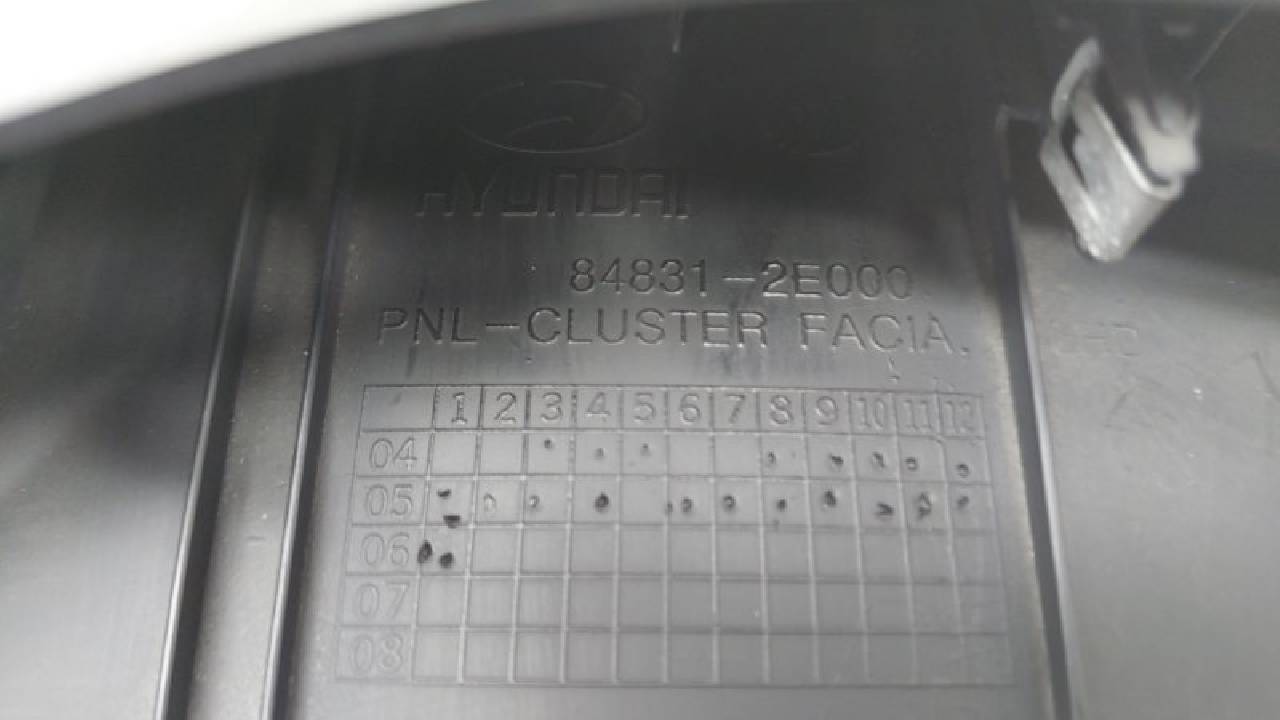 HYUNDAI
84831-2E000
PNL-CLUSTER FACIA.
1 2 3 4 5 6 7 8 9 10 11 12
04
05
06
07
08